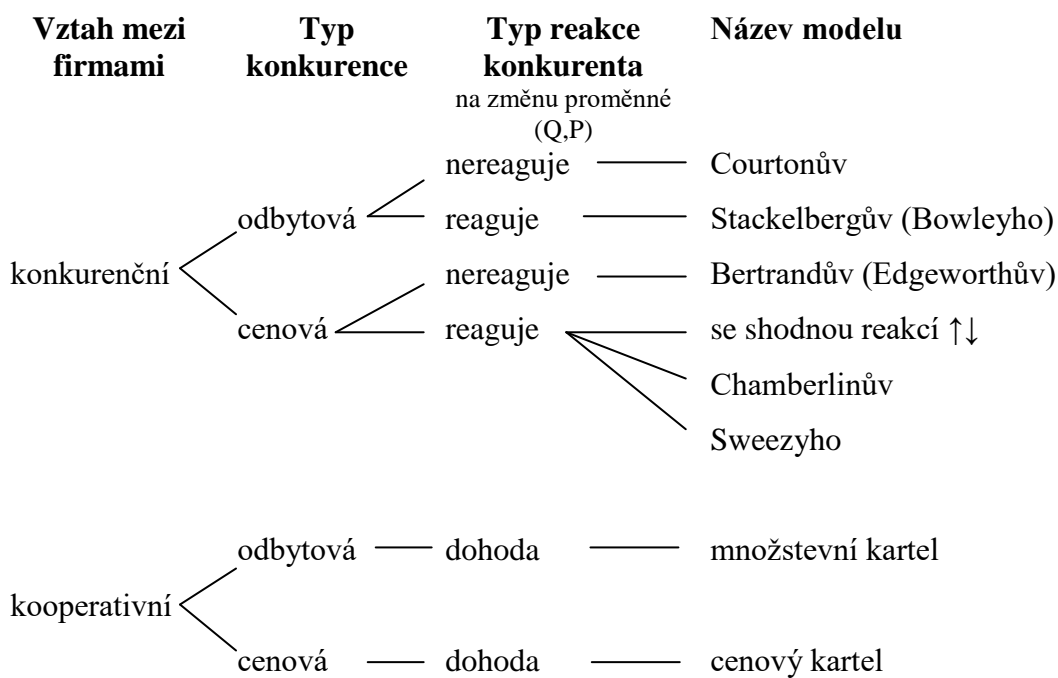 Vztah mezi firmami
Typ konkurence
Typ reakce konkurenta
na změnu proměnné
(Q,P)
Název modelu
nereaguje Courtonův
odbytová
reaguje Stackelbergův (Bowleyho)
konkurenční
nereaguje Bertrandův (Edgeworthův)
cenová reaguje se shodnou reakcí ↑↓
Chamberlinův
Sweezyho
odbytová dohoda množstevní kartel
kooperativní
cenová dohoda cenový kartel